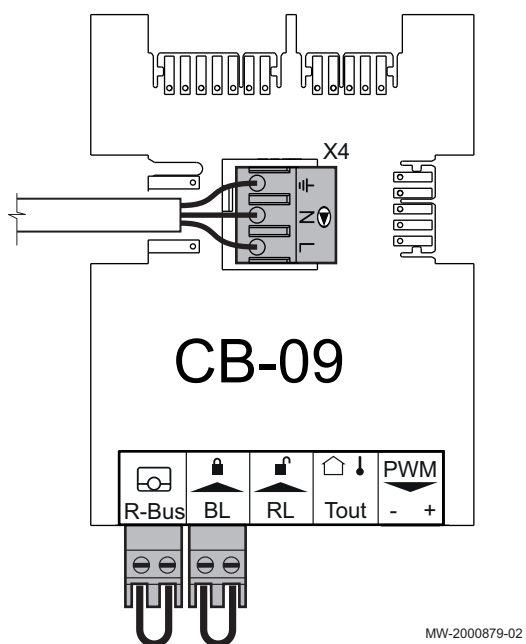 X4
N
L
CB-09
PWM
R-Bus BL RL Tout - +
MW-2000879-02